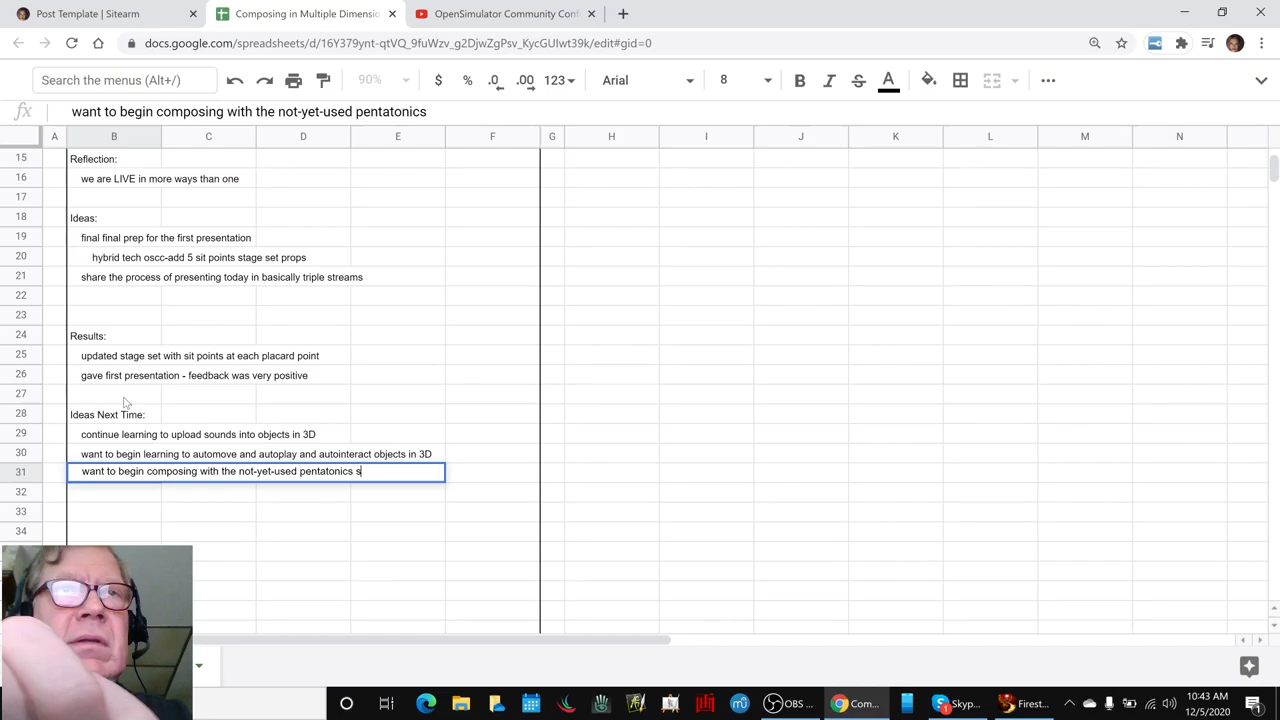 Post Template | Sitearm
Composing in Multiple Dimensio
OpenSimulator Community Conf
docs.google.com/spreadsheets/d/16Y379ynt-qtVQ_9fuWzv_g2DjwZgPsv_KycGUIwt39k/edit#gid=0
Search the menus (Alt+/)
90%
$
%
.0
.00
123
Arial
8
B
I
S
A
fx
want to begin composing with the not-yet-used pentatonics
A B C D E F G H I J K L M N
15 Reflection:
16 we are LIVE in more ways than one
17
18 Ideas:
19 final final prep for the first presentation
20 hybrid tech oscc-add 5 sit points stage set props
21 share the process of presenting today in basically triple streams
22
23
24 Results:
25 updated stage set with sit points at each placard point
26 gave first presentation - feedback was very positive
27
28 Ideas Next Time:
29 continue learning to upload sounds into objects in 3D
30 want to begin learning to automove and autoplay and autointeract objects in 3D
31 want to begin composing with the not-yet-used pentatonics s
32
33
34
OBS ...
Com...
Skyp...
Firest...
10:43 AM
12/5/2020